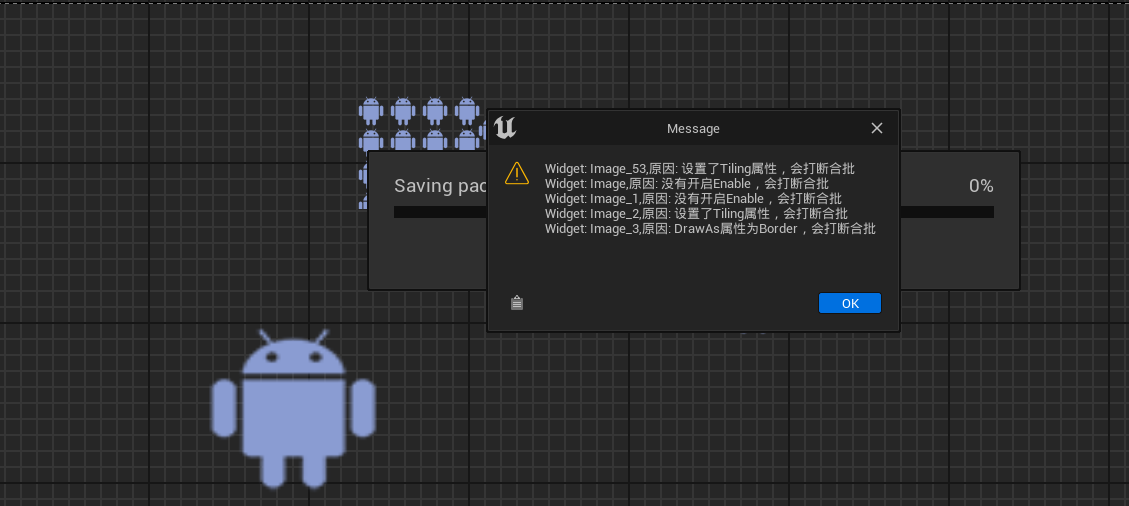 Message
Saving pac
0%
Widget: Image_53,原因: 设置了Tiling属性，会打断合批
Widget: Image,原因: 没有开启Enable，会打断合批
Widget: Image_1,原因: 没有开启Enable，会打断合批
Widget: Image_2,原因: 设置了Tiling属性，会打断合批
Widget: Image_3,原因: DrawAs属性为Border，会打断合批
OK